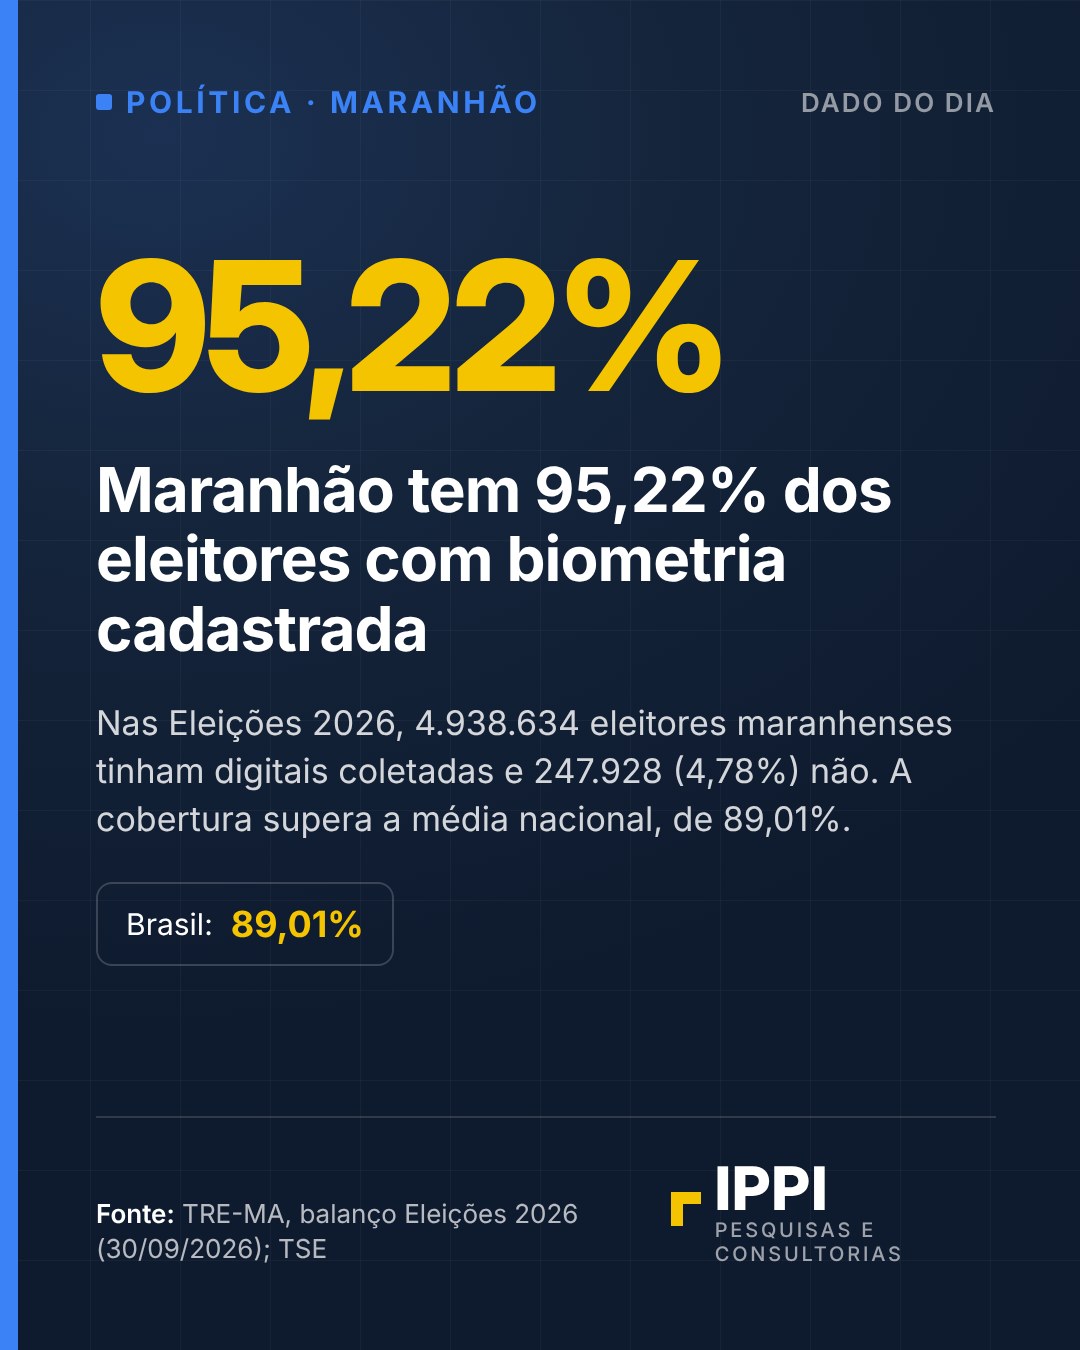 POLÍTICA · MARANHÃO
DADO DO DIA
95,22%
Maranhão tem 95,22% dos
eleitores com biometria
cadastrada
Nas Eleições 2026, 4.938.634 eleitores maranhenses
tinham digitais coletadas e 247.928 (4,78%) não. A
cobertura supera a média nacional, de 89,01%.
Brasil: 89,01%
Fonte: TRE-MA, balanço Eleições 2026
(30/09/2026); TSE
IPPI
PESQUISAS E
CONSULTORIAS